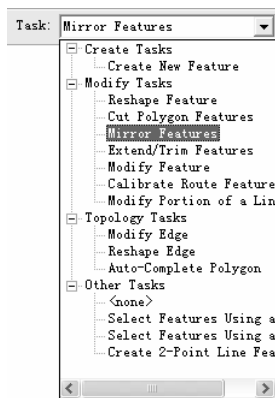 Task: Mirror Features
Create Tasks
Create New Feature
Modify Tasks
Reshape Feature
Cut Polygon Features
Mirror Features
Extend/Trim Features
Modify Feature
Calibrate Route Feature
Modify Portion of a Lin
Topology Tasks
Modify Edge
Reshape Edge
Auto-Complete Polygon
Other Tasks
<none>
Select Features Using a
Select Features Using a
Create 2-Point Line Fea